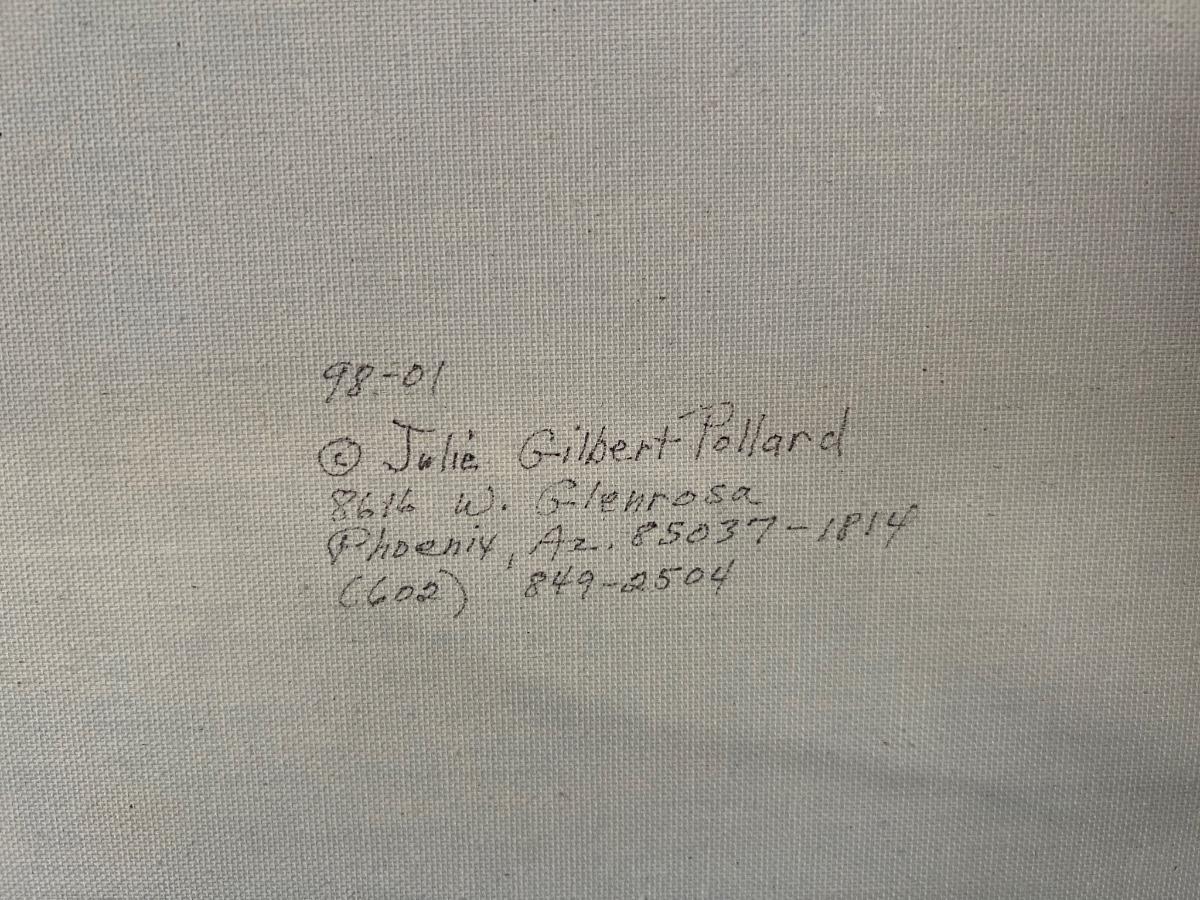 98-01
© Julie Gilbert-Pollard
8616 W. Glenrosa
Phoenix, Az. 85037-1814
(602) 849-2504